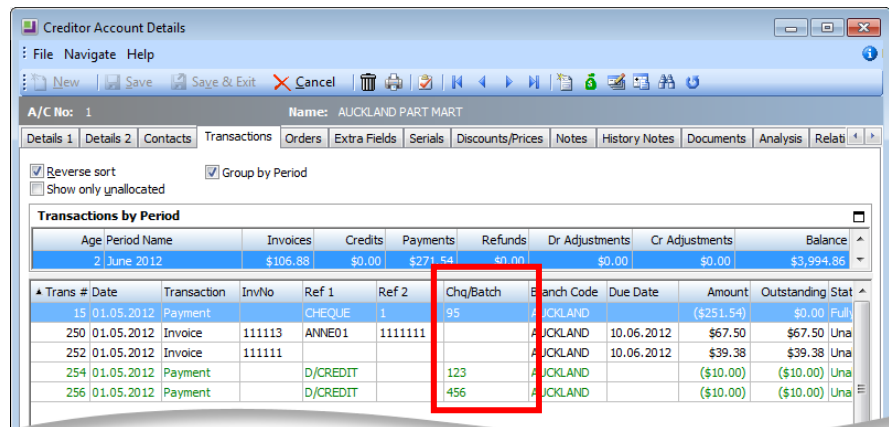 Creditor Account Details
File Navigate Help
New Save Save & Exit Cancel
A/C No: 1 Name: AUCKLAND PART MART
Details 1 Details 2 Contacts Transactions Orders Extra Fields Serials Discounts/Prices Notes History Notes Documents Analysis Relati
Reverse sort Group by Period
Show only unallocated
Transactions by Period
Age Period Name Invoices Credits Payments Refunds Dr Adjustments Cr Adjustments Balance
2 June 2012 $106.88 $0.00 $271.54 $0.00 $0.00 $0.00 $3,994.86
Trans # Date Transaction InvNo Ref 1 Ref 2 Chq/Batch Branch Code Due Date Amount Outstanding Stat
15 01.05.2012 Payment CHEQUE 1 95 AUCKLAND ($251.54) $0.00 Fully
250 01.05.2012 Invoice 111113 ANNE01 1111111 AUCKLAND 10.06.2012 $67.50 $67.50 Una
252 01.05.2012 Invoice 111111 AUCKLAND 10.06.2012 $39.38 $39.38 Una
254 01.05.2012 Payment D/CREDIT 123 AUCKLAND ($10.00) ($10.00) Una
256 01.05.2012 Payment D/CREDIT 456 AUCKLAND ($10.00) ($10.00) Una